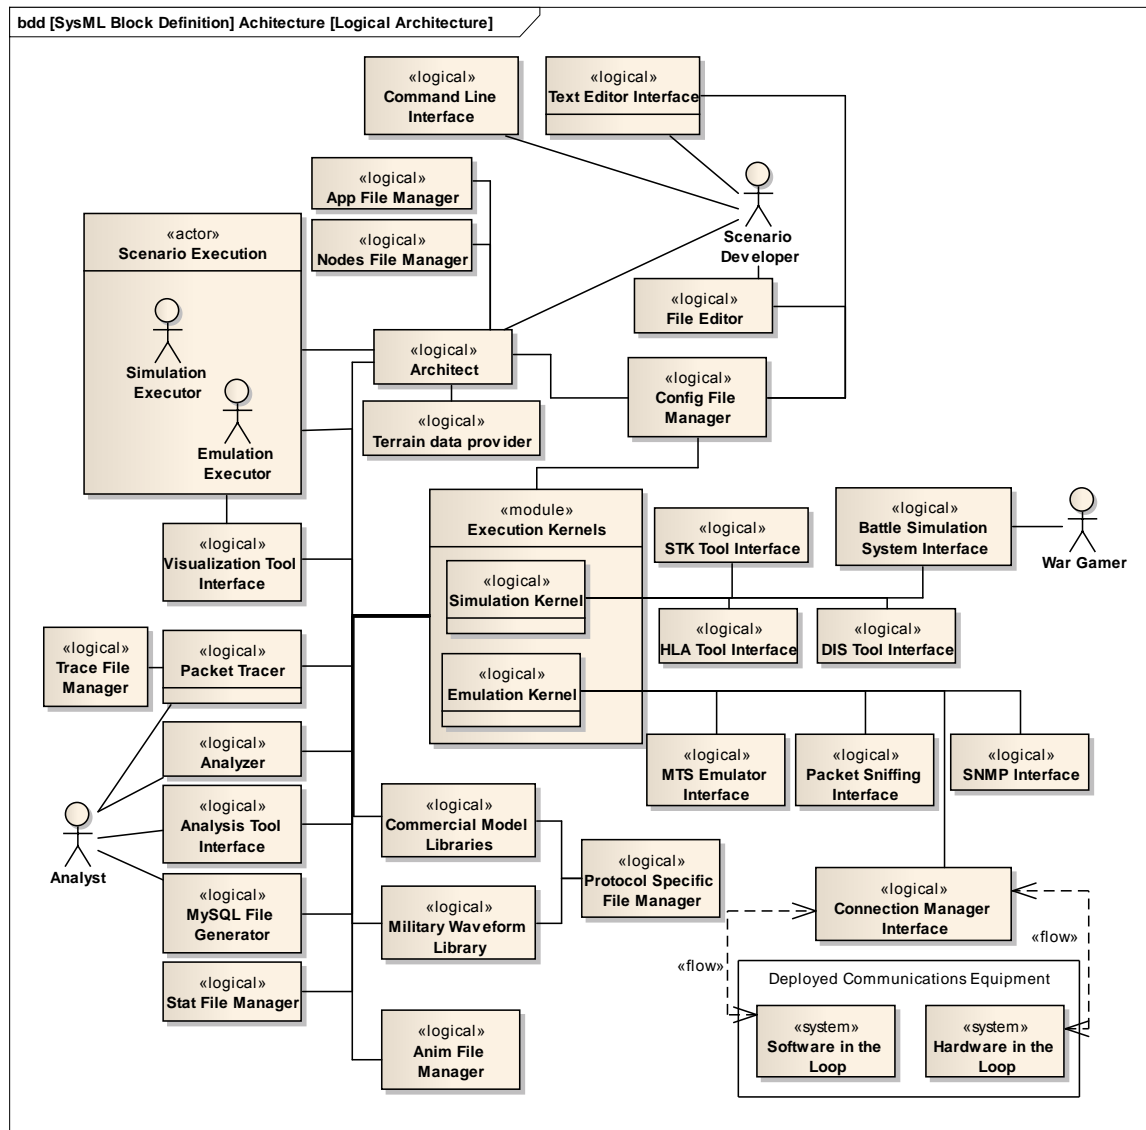 bdd [SysML Block Definition] Achitecture [Logical Architecture]
«logical»
Command Line
Interface
«logical»
Text Editor Interface
«logical»
App File Manager
«logical»
Nodes File Manager
Scenario
Developer
«actor»
Scenario Execution
Simulation
Executor
Emulation
Executor
«logical»
File Editor
«logical»
Architect
«logical»
Config File
Manager
«logical»
Terrain data provider
«module»
Execution Kernels
«logical»
Simulation Kernel
«logical»
Emulation Kernel
«logical»
STK Tool Interface
«logical»
Battle Simulation
System Interface
War Gamer
«logical»
HLA Tool Interface
«logical»
DIS Tool Interface
«logical»
Visualization Tool
Interface
«logical»
Trace File
Manager
«logical»
Packet Tracer
«logical»
Analyzer
«logical»
Analysis Tool
Interface
Analyst
«logical»
MySQL File
Generator
«logical»
Stat File Manager
«logical»
MTS Emulator
Interface
«logical»
Packet Sniffing
Interface
«logical»
SNMP Interface
«logical»
Commercial Model
Libraries
«logical»
Military Waveform
Library
«logical»
Protocol Specific
File Manager
«logical»
Anim File
Manager
«logical»
Connection Manager
Interface
«flow»
«flow»
Deployed Communications Equipment
«system»
Software in the
Loop
«system»
Hardware in the
Loop